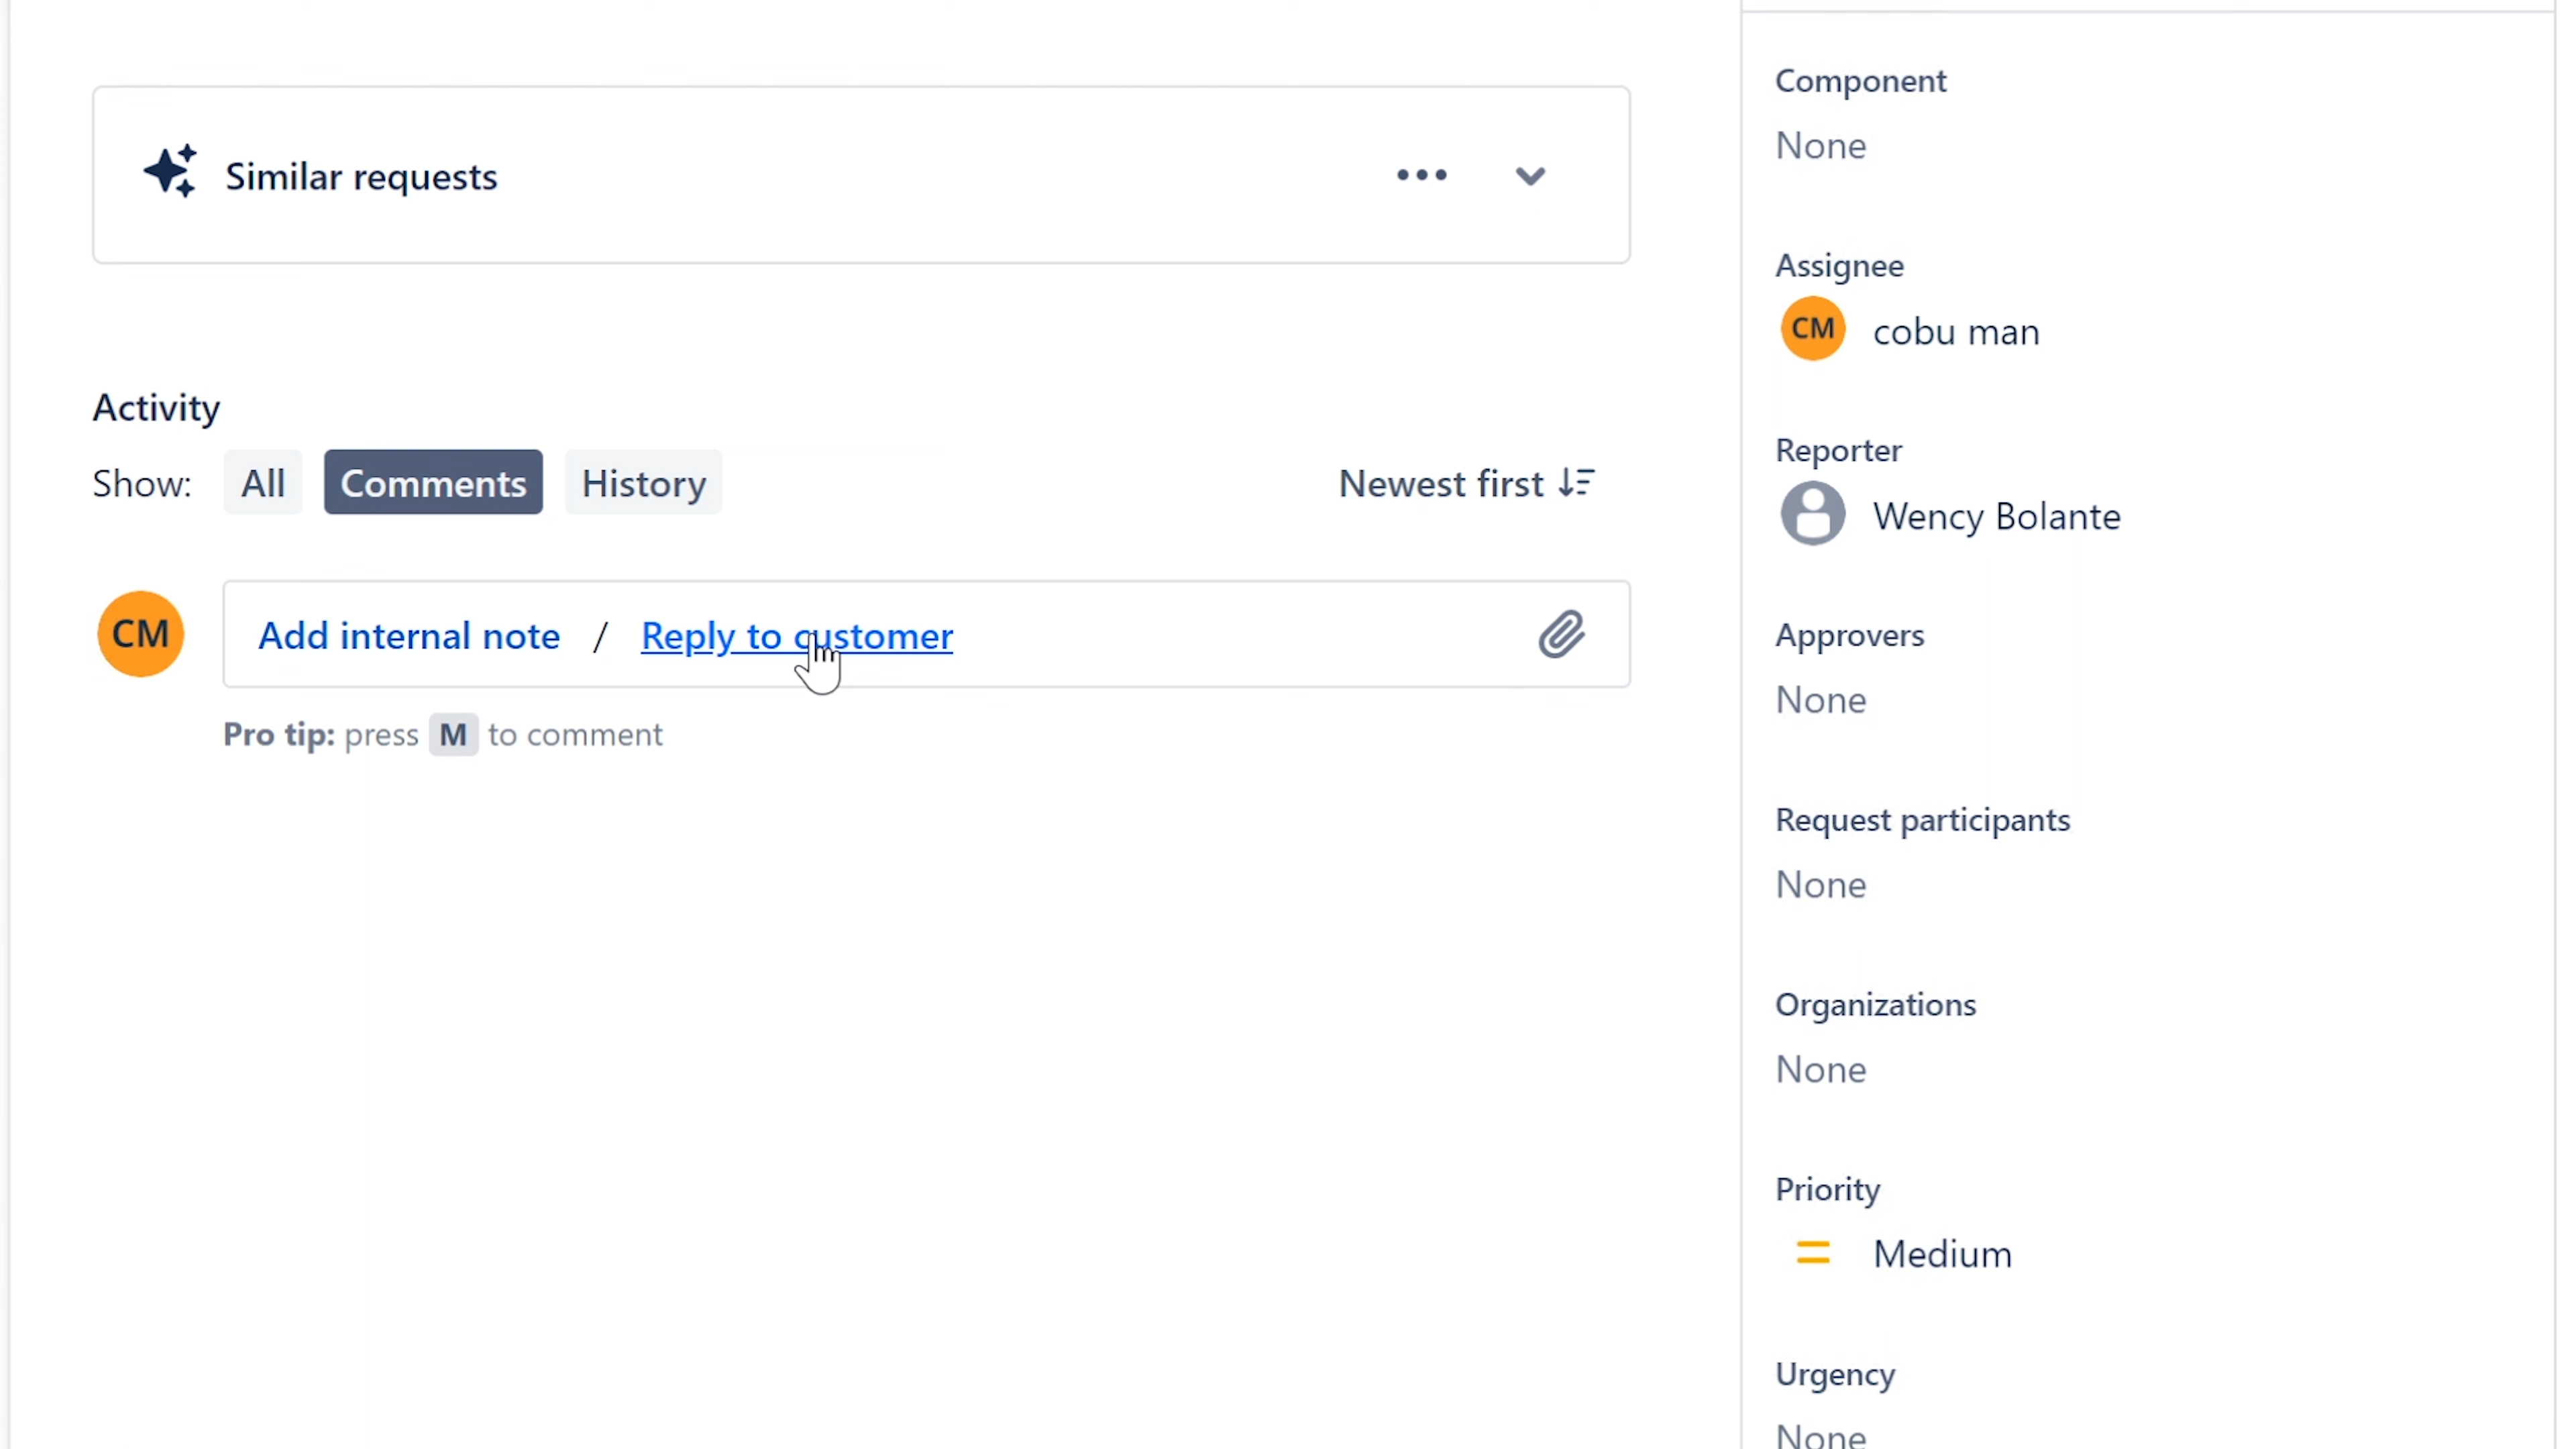 Similar requests
Activity
Show: All Comments History
Newest first
CM Add internal note / Reply to customer
Pro tip: press M to comment
Component
None
Assignee
CM cobu man
Reporter
Wency Bolante
Approvers
None
Request participants
None
Organizations
None
Priority
Medium
Urgency
None